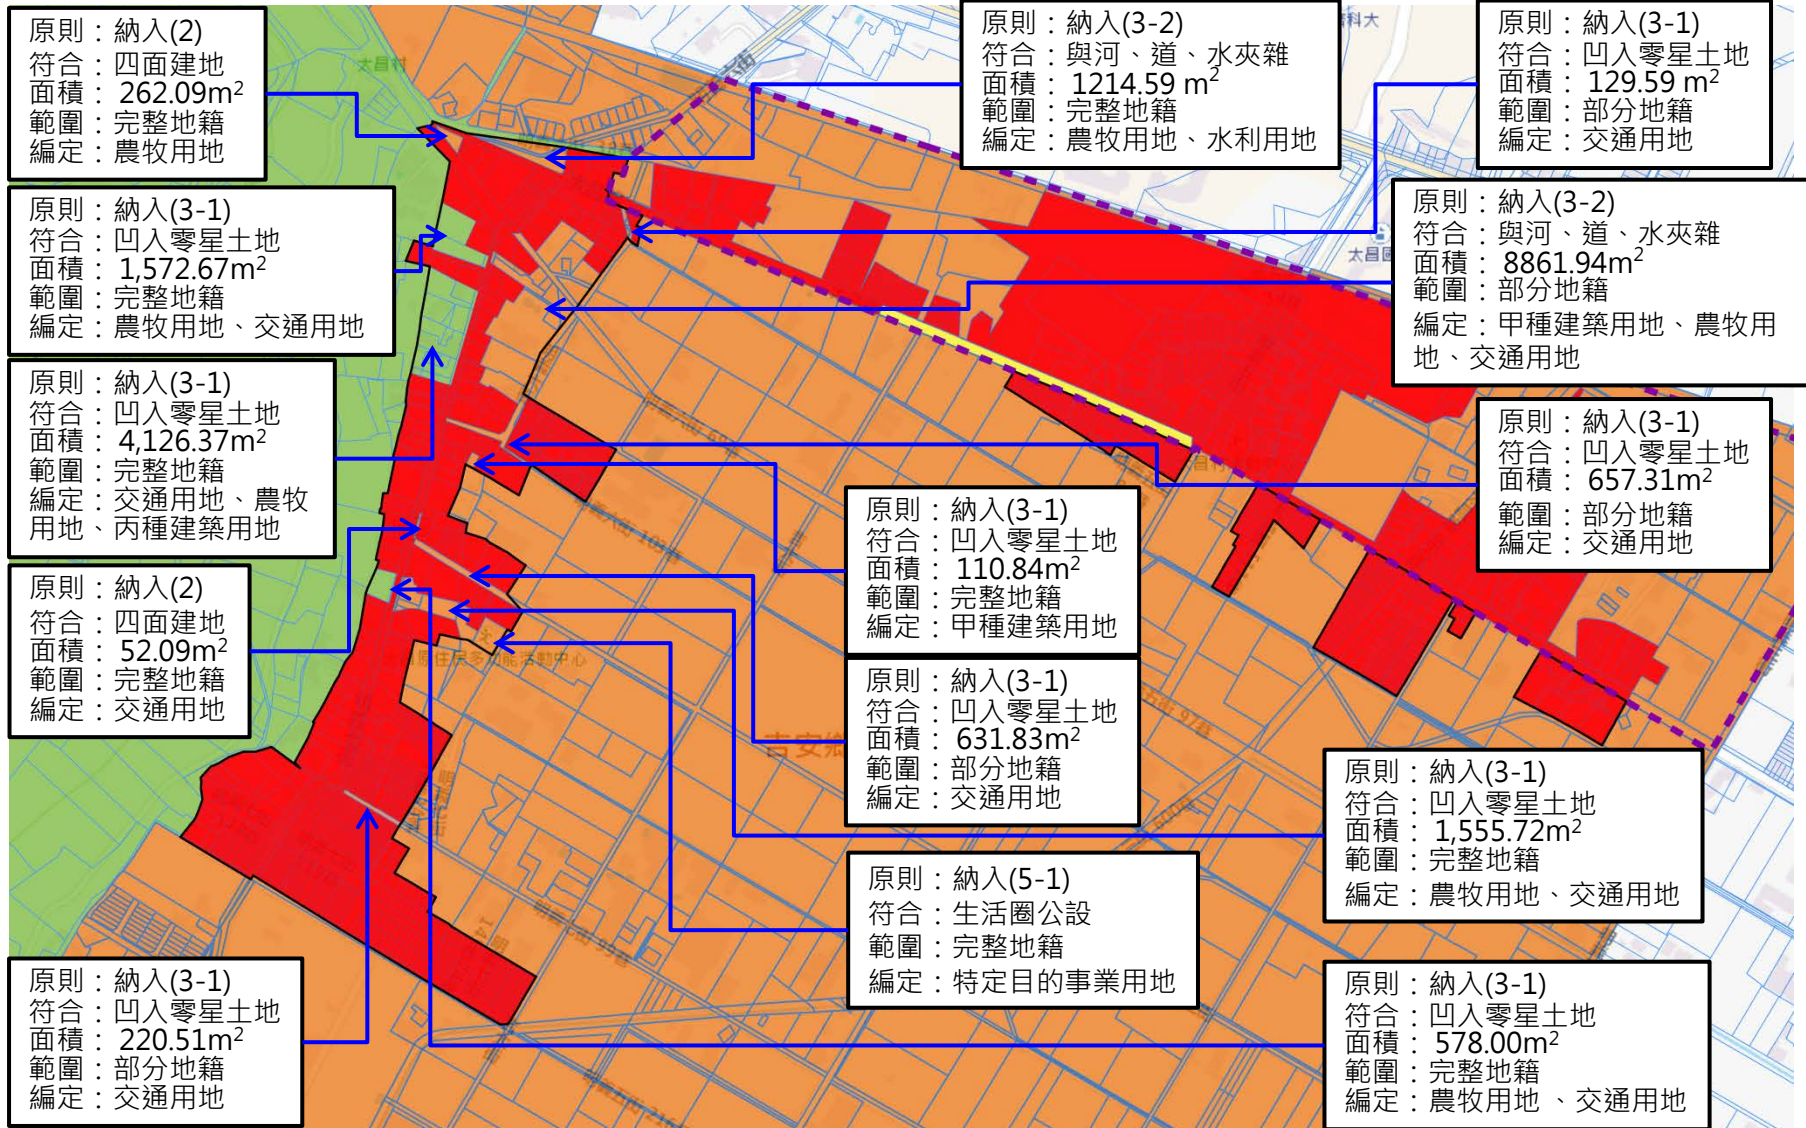 原則：納入(2)
符合：四面建地
面積：262.09m²
範圍：完整地籍
編定：農牧用地
原則：納入(3-2)
符合：與河、道、水夾雜
面積：1214.59 m²
範圍：完整地籍
編定：農牧用地、水利用地
原則：納入(3-1)
符合：凹入零星土地
面積：129.59 m²
範圍：部分地籍
編定：交通用地
原則：納入(3-1)
符合：凹入零星土地
面積：1,572.67m²
範圍：完整地籍
編定：農牧用地、交通用地
原則：納入(3-2)
符合：與河、道、水夾雜
面積：8861.94m²
範圍：部分地籍
編定：甲種建築用地、農牧用
地、交通用地
原則：納入(3-1)
符合：凹入零星土地
面積：4,126.37m²
範圍：完整地籍
編定：交通用地、農牧
用地、丙種建築用地
原則：納入(3-1)
符合：凹入零星土地
面積：657.31m²
範圍：部分地籍
編定：交通用地
原則：納入(3-1)
符合：凹入零星土地
面積：110.84m²
範圍：完整地籍
編定：甲種建築用地
原則：納入(2)
符合：四面建地
面積：52.09m²
範圍：完整地籍
編定：交通用地
原則：納入(3-1)
符合：凹入零星土地
面積：631.83m²
範圍：部分地籍
編定：交通用地
原則：納入(3-1)
符合：凹入零星土地
面積：1,555.72m²
範圍：完整地籍
編定：農牧用地、交通用地
原則：納入(5-1)
符合：生活圈公設
範圍：完整地籍
編定：特定目的事業用地
原則：納入(3-1)
符合：凹入零星土地
面積：220.51m²
範圍：部分地籍
編定：交通用地
原則：納入(3-1)
符合：凹入零星土地
面積：578.00m²
範圍：完整地籍
編定：農牧用地 、交通用地
太昌村
科大
太昌國
吉安鄉
原住民多功能活動中心